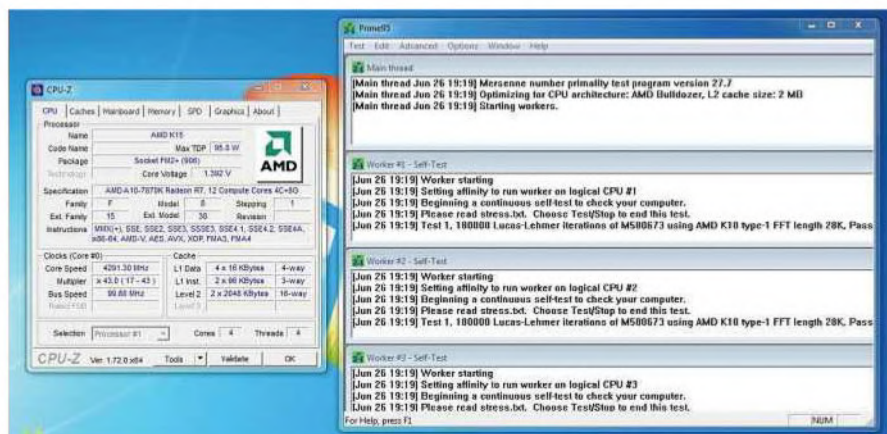 CPU-Z
CPU | Caches | Mainboard | Memory | SPD | Graphics | About
Processor
Name AMD K15
Code Name Max TDP 95.8 W
Package Socket FM2+ (906)
Technology Core Voltage 1.392 V
AMD
Specification AMD A10-7870K Radeon R7, 12 Compute Cores 4C+8G
Family F Model 8 Stepping 1
Ext. Family 15 Ext. Model 38 Revision
Instructions MMX(+), SSE, SSE2, SSE3, SSSE3, SSE4.1, SSE4.2, SSE4A,
x86-64, AMD-V, AES, AVX, XOP, FMA3, FMA4
Clocks (Core #0) Cache
Core Speed 4291.30 MHz L1 Data 4 x 16 KBytes 4-way
Multiplier x 43.0 ( 17 - 43 ) L1 Inst. 2 x 96 KBytes 3-way
Bus Speed 99.80 MHz Level 2 2 x 2048 KBytes 16-way
Rated FSB Level 3
Selection Processor #1 Cores 4 Threads 4
CPU-Z Ver. 1.72.0.x64 Tools Validate OK
Prime95
Test Edit Advanced Options Window Help
Main thread
[Main thread Jun 26 19:19] Mersenne number primality test program version 27.7
[Main thread Jun 26 19:19] Optimizing for CPU architecture: AMD Bulldozer, L2 cache size: 2 MB
[Main thread Jun 26 19:19] Starting workers.
Worker #1 - Self-Test
[Jun 26 19:19] Worker starting
[Jun 26 19:19] Setting affinity to run worker on logical CPU #1
[Jun 26 19:19] Beginning a continuous self-test to check your computer.
[Jun 26 19:19] Please read stress.txt. Choose Test/Stop to end this test.
[Jun 26 19:19] Test 1, 180000 Lucas-Lehmer iterations of M580673 using AMD K10 type-1 FFT length 28K, Pass
Worker #2 - Self-Test
[Jun 26 19:19] Worker starting
[Jun 26 19:19] Setting affinity to run worker on logical CPU #2
[Jun 26 19:19] Beginning a continuous self-test to check your computer.
[Jun 26 19:19] Please read stress.txt. Choose Test/Stop to end this test.
[Jun 26 19:19] Test 1, 180000 Lucas-Lehmer iterations of M580673 using AMD K10 type-1 FFT length 28K, Pass
Worker #3 - Self-Test
[Jun 26 19:19] Worker starting
[Jun 26 19:19] Setting affinity to run worker on logical CPU #3
[Jun 26 19:19] Beginning a continuous self-test to check your computer.
[Jun 26 19:19] Please read stress.txt. Choose Test/Stop to end this test.
For Help, press F1 NUM